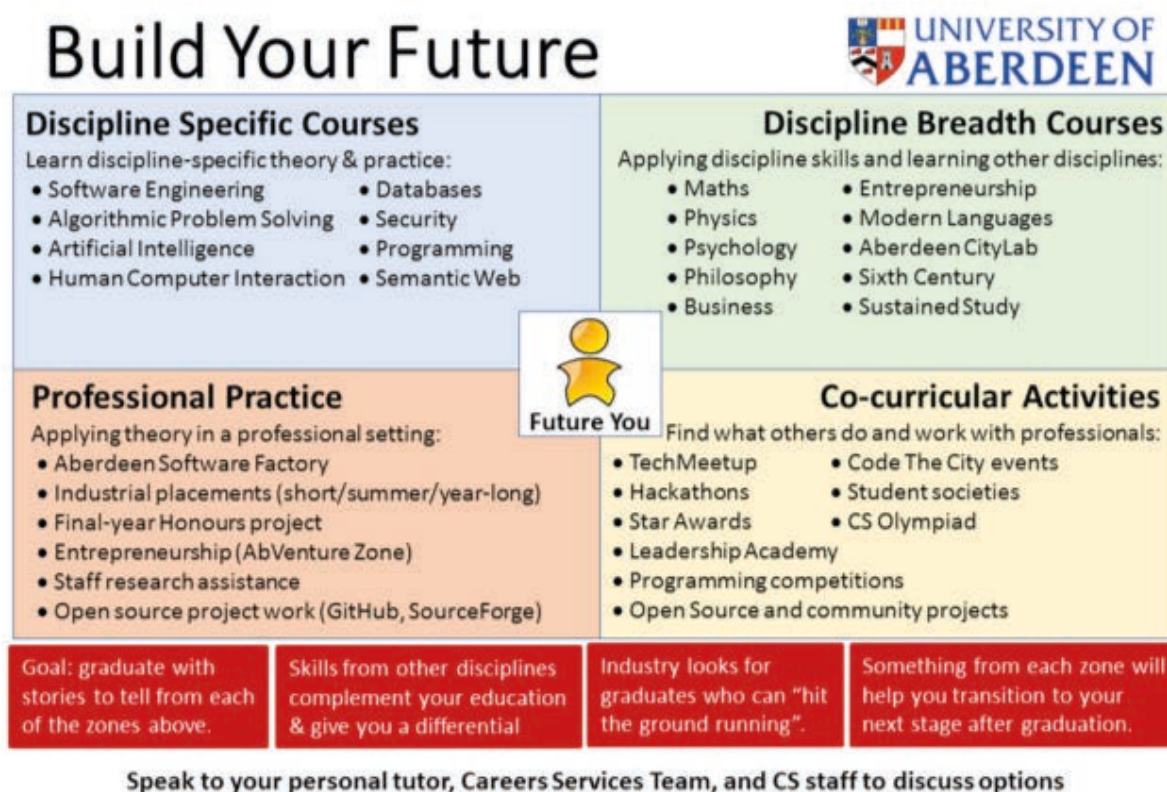 Build Your Future
UNIVERSITY OF
ABERDEEN
Discipline Specific Courses
Learn discipline-specific theory & practice:
• Software Engineering
• Algorithmic Problem Solving
• Artificial Intelligence
• Human Computer Interaction
• Databases
• Security
• Programming
• Semantic Web
Discipline Breadth Courses
Applying discipline skills and learning other disciplines:
• Maths
• Physics
• Psychology
• Philosophy
• Business
• Entrepreneurship
• Modern Languages
• Aberdeen CityLab
• Sixth Century
• Sustained Study
Future You
Professional Practice
Applying theory in a professional setting:
• Aberdeen Software Factory
• Industrial placements (short/summer/year-long)
• Final-year Honours project
• Entrepreneurship (AbVenture Zone)
• Staff research assistance
• Open source project work (GitHub, SourceForge)
Co-curricular Activities
Find what others do and work with professionals:
• TechMeetup
• Hackathons
• Star Awards
• Code The City events
• Student societies
• CS Olympiad
• Leadership Academy
• Programming competitions
• Open Source and community projects
Goal: graduate with
stories to tell from each
of the zones above.
Skills from other disciplines
complement your education
& give you a differential
Industry looks for
graduates who can "hit
the ground running".
Something from each zone will
help you transition to your
next stage after graduation.
Speak to your personal tutor, Careers Services Team, and CS staff to discuss options